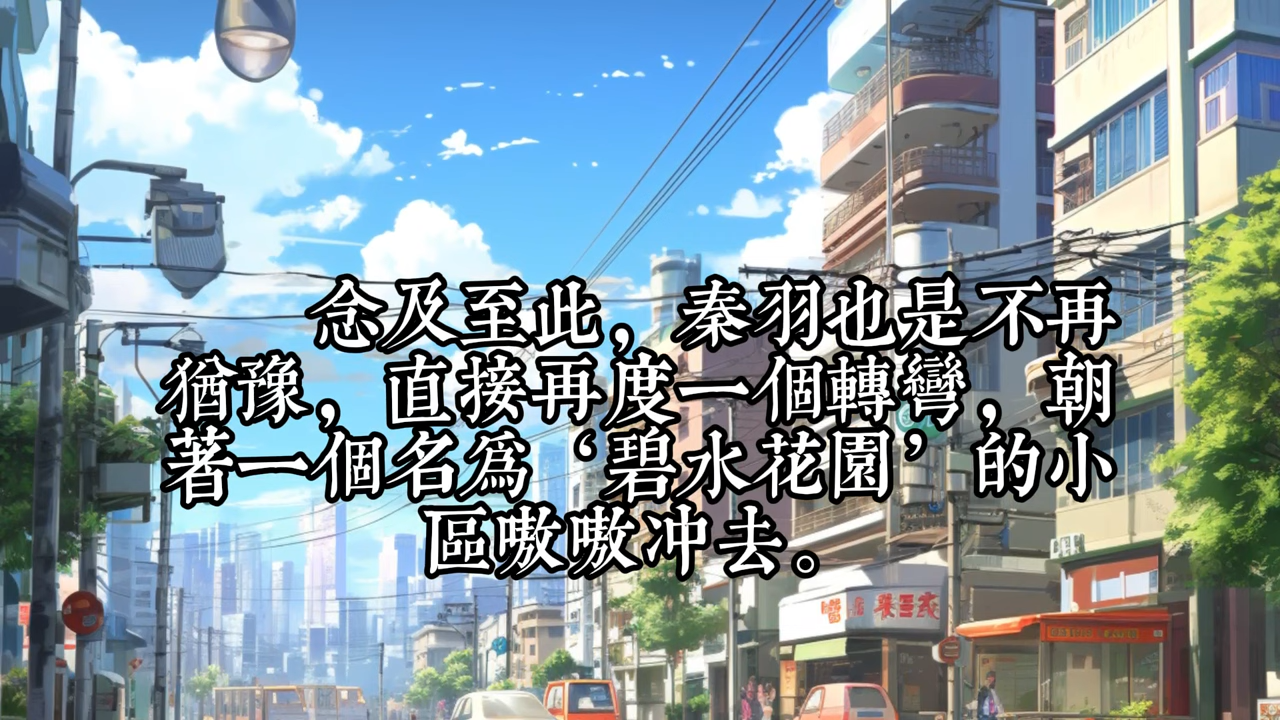 念及至此，秦羽也是不再
猶豫，直接再度一個轉彎，朝
著一個名爲‘碧水花園’的小
區嗷嗷冲去。